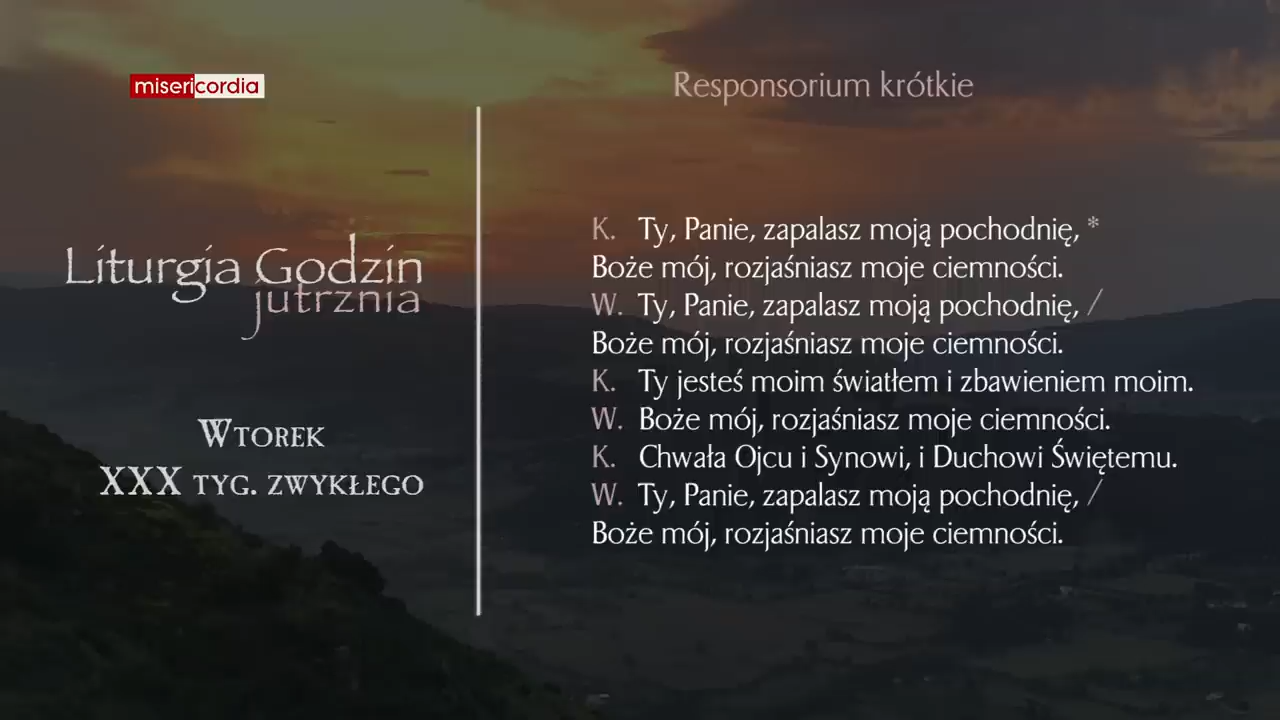 misericordia
Liturgia Godzin
jutrznia
Wtorek
XXX tyg. zwykłego
Responsorium krótkie
K. Ty, Panie, zapalasz moją pochodnię, *
Boże mój, rozjaśniasz moje ciemności.
W. Ty, Panie, zapalasz moją pochodnię, /
Boże mój, rozjaśniasz moje ciemności.
K. Ty jesteś moim światłem i zbawieniem moim.
W. Boże mój, rozjaśniasz moje ciemności.
K. Chwała Ojcu i Synowi, i Duchowi Świętemu.
W. Ty, Panie, zapalasz moją pochodnię, /
Boże mój, rozjaśniasz moje ciemności.